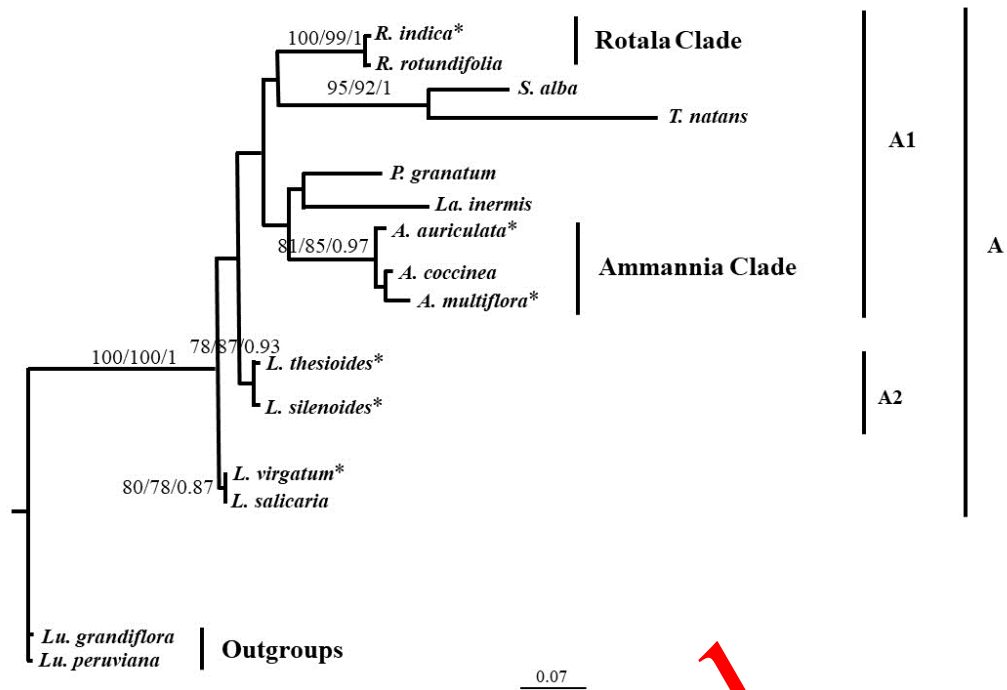 R. indica*
100/99/1
Rotala Clade
R. rotundifolia
95/92/1
S. alba
T. natans
A1
P. granatum
La. inermis
A. auriculata*
81/85/0.97
A
Ammannia Clade
A. coccinea
A. multiflora*
78/87/0.93
100/100/1
L. thesioides*
A2
L. silenoides*
L. virgatum*
80/78/0.87
L. salicaria
Lu. grandiflora
Outgroups
Lu. peruviana
0.07